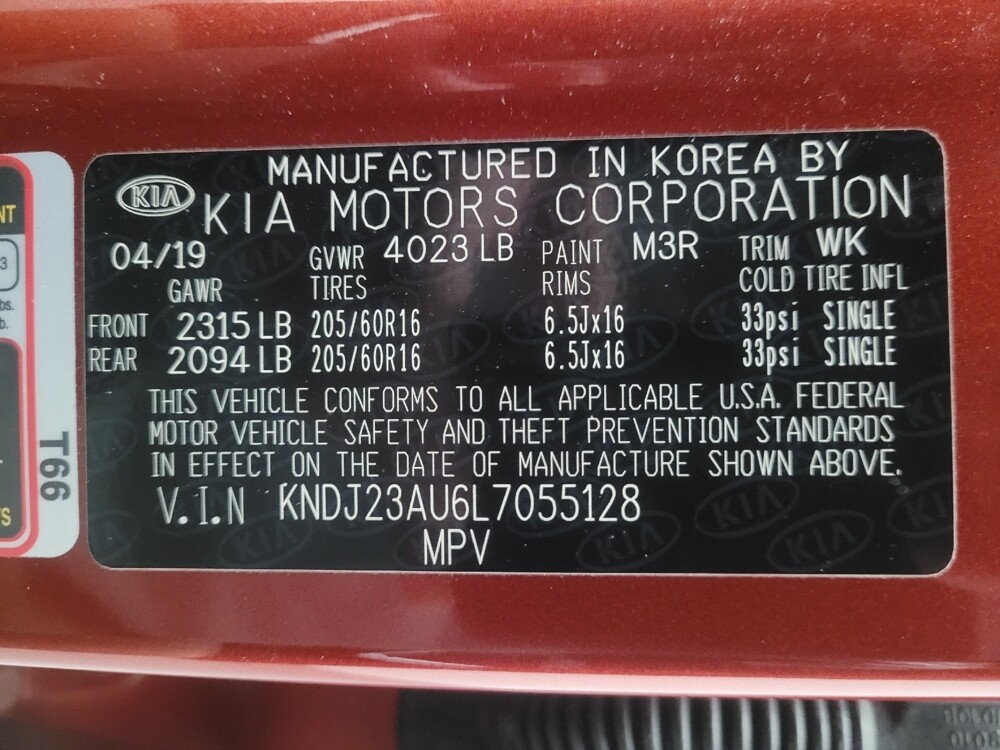 MANUFACTURED IN KOREA BY
KIA KIA MOTORS CORPORATION
04/19 GVWR 4023 LB PAINT M3R TRIM WK
GAWR TIRES RIMS COLD TIRE INFL
FRONT 2315 LB 205/60R16 6.5Jx16 33psi SINGLE
REAR 2094 LB 205/60R16 6.5Jx16 33psi SINGLE
THIS VEHICLE CONFORMS TO ALL APPLICABLE U.S.A. FEDERAL
MOTOR VEHICLE SAFETY AND THEFT PREVENTION STANDARDS
IN EFFECT ON THE DATE OF MANUFACTURE SHOWN ABOVE.
V.I.N KNDJ23AU6L7055128
MPV
T66